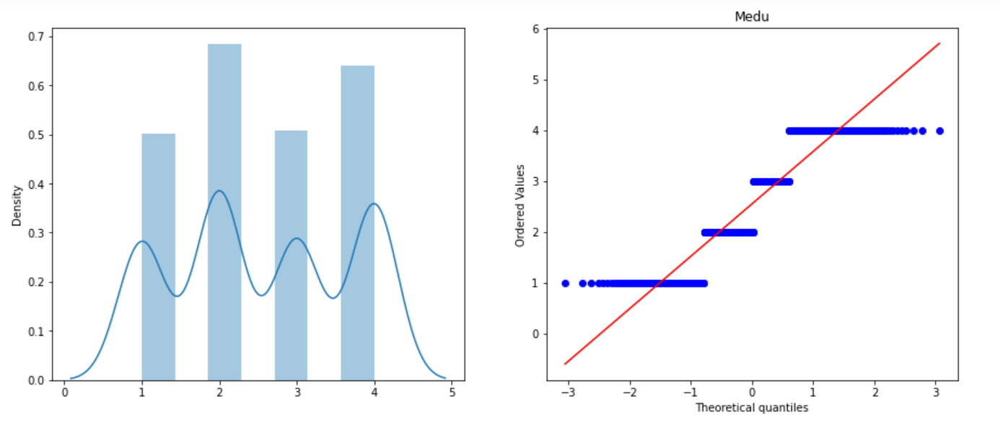 0.7
0.6
0.5
0.4
0.3
0.2
0.1
0.0
Density
0 1 2 3 4 5
Medu
6
5
4
3
2
1
0
Ordered Values
−3 −2 −1 0 1 2 3
Theoretical quantiles